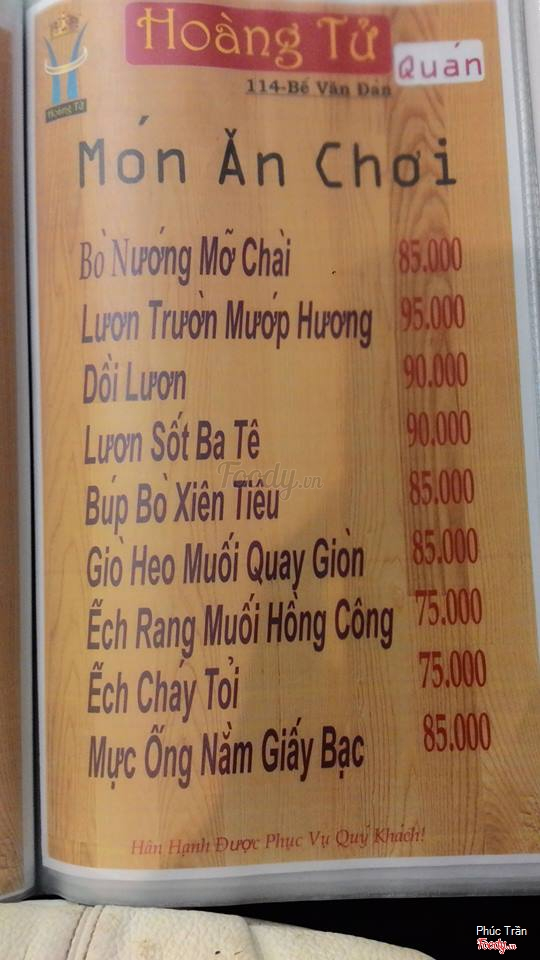 Hoàng Tử
Quán
Hoàng Tử
114-Bế Văn Đàn
Món Ăn Chơi
Bò Nướng Mỡ Chài 85.000
Lươn Trườn Mướp Hương 95.000
Dồi Lươn 90.000
Lươn Sốt Ba Tê 90.000
Foody.vn
Búp Bò Xiên Tiêu 85.000
Giò Heo Muối Quay Giòn 85.000
Ếch Rang Muối Hồng Công 75.000
Ếch Cháy Tỏi 75.000
Mực Ống Nằm Giấy Bạc 85.000
Hân Hạnh Được Phục Vụ Quý Khách!
Phúc Trần
Foody.vn